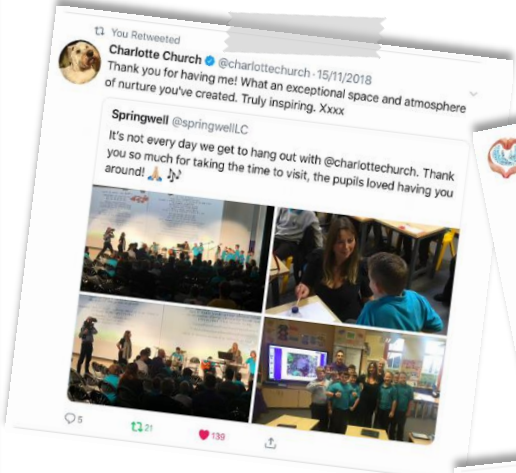 You Retweeted
Charlotte Church @charlottechurch · 15/11/2018
Thank you for having me! What an exceptional space and atmosphere
of nurture you've created. Truly inspiring. Xxxx
Springwell @springwellLC
It's not every day we get to hang out with @charlottechurch. Thank
you so much for taking the time to visit, the pupils loved having you
around! 🙏🏼 🎶
5
21
139